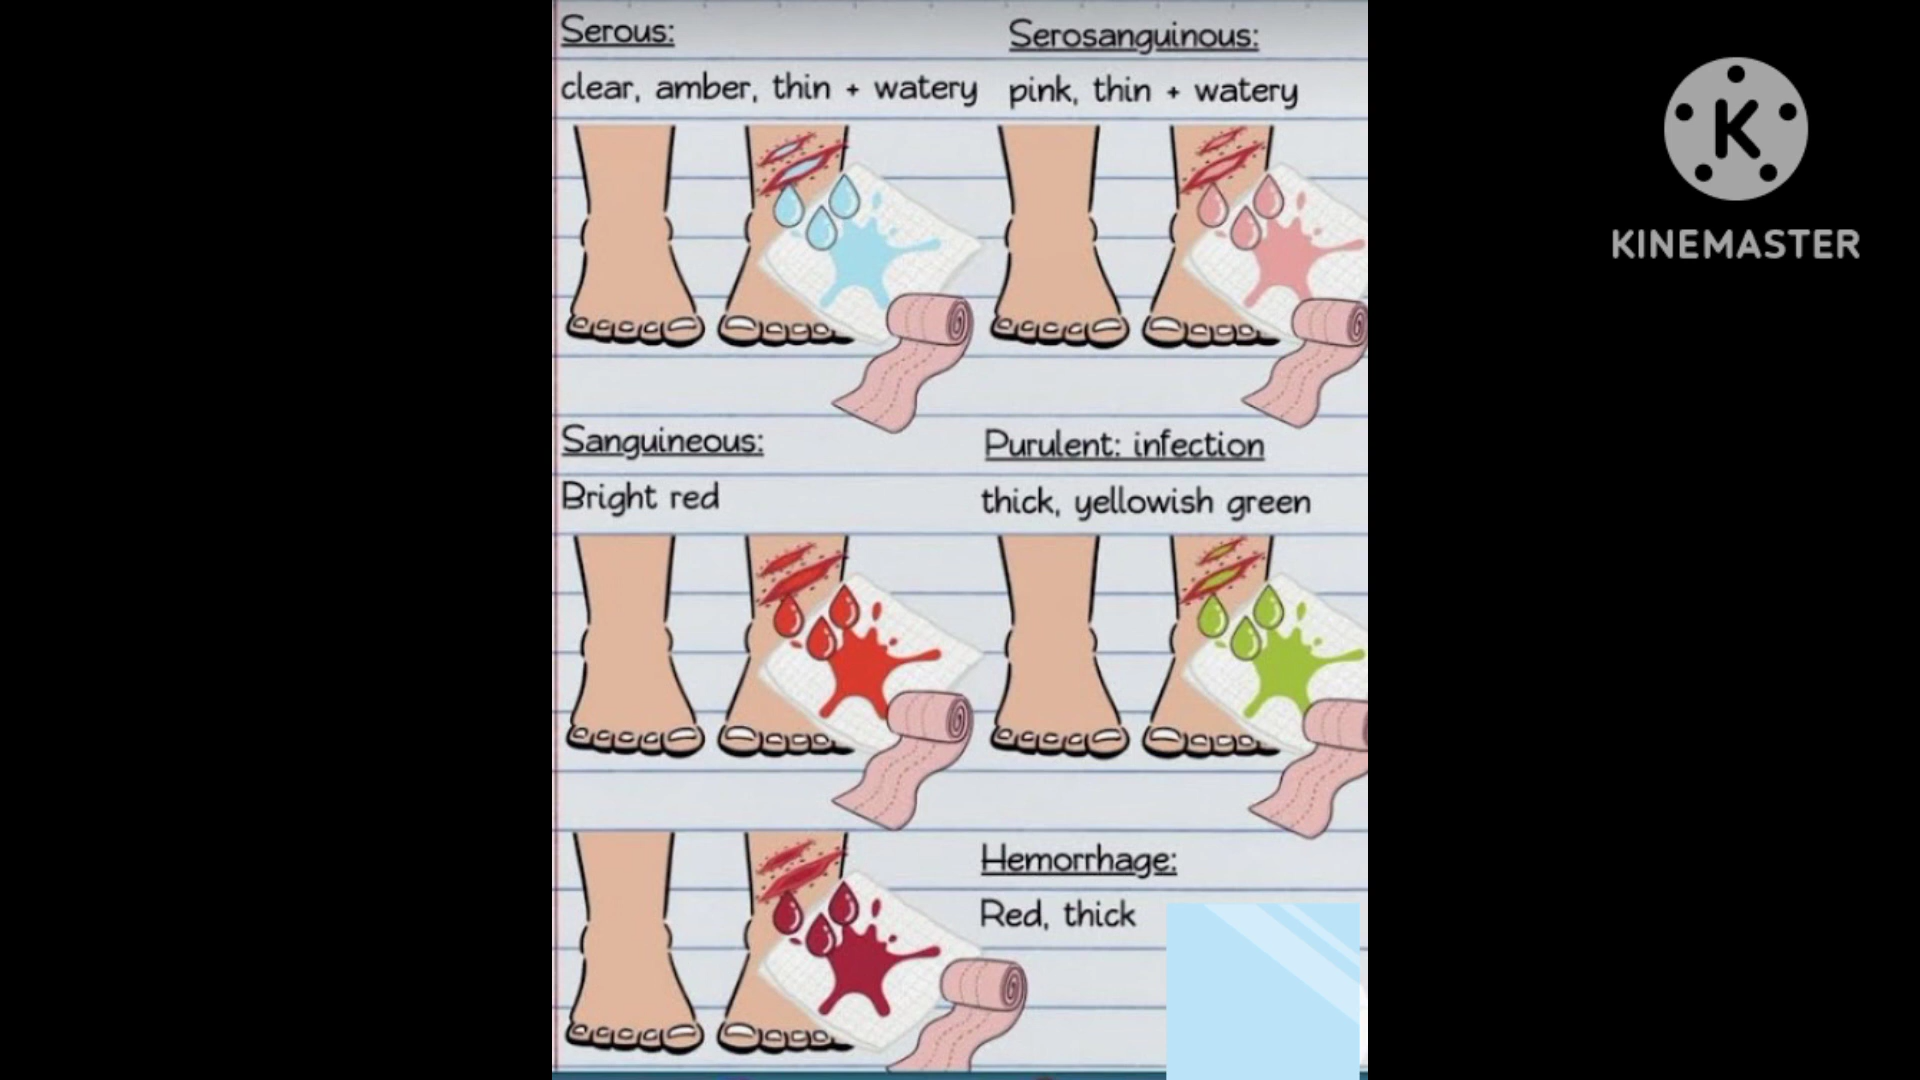 Serous:
clear, amber, thin + watery
Serosanguinous:
pink, thin + watery
Sanguineous:
Bright red
Purulent: infection
thick, yellowish green
Hemorrhage:
Red, thick
K
KINEMASTER